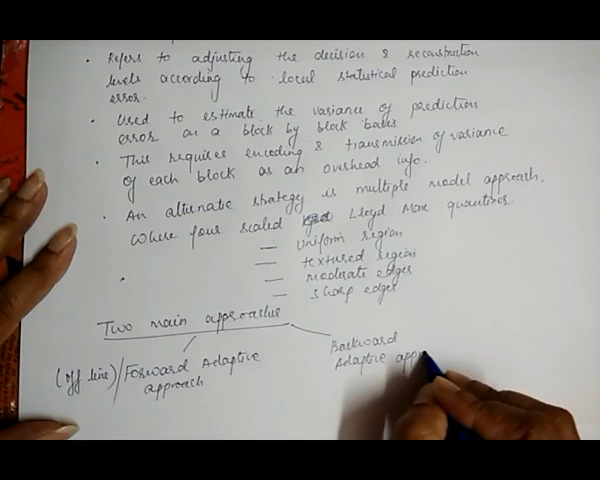 • Refers to adjusting the decision & reconstruction
levels according to local statistical prediction
error.
• Used to estimate the variance of prediction
error on a block by block basis
• This requires encoding & transmission of variance
of each block as an overhead info.
• An alternate strategy is multiple model approach.
Where four scaled Lloyd Max quantizers
— Uniform region
— textured region
— moderate edges
— sharp edges
Two main approaches
(Off line) / Forward Adaptive
approach
Backward
Adaptive app